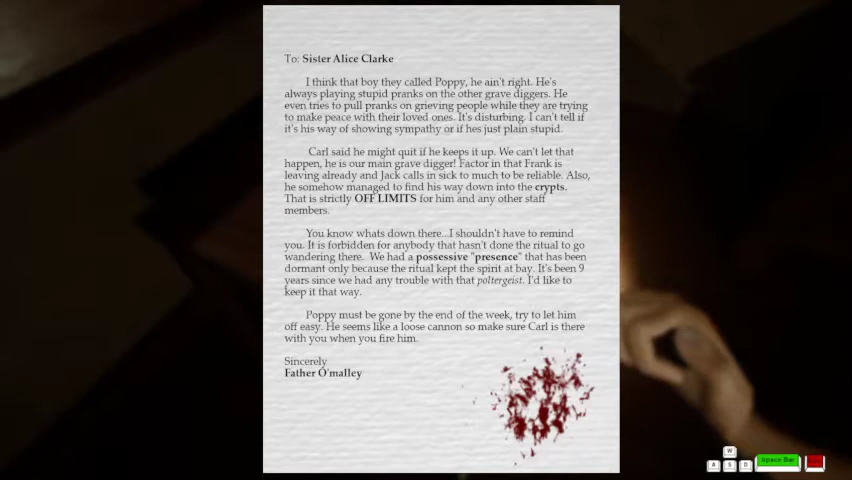 To: Sister Alice Clarke
I think that boy they called Poppy, he ain't right. He's
always playing stupid pranks on the other grave diggers. He
even tries to pull pranks on grieving people while they are trying
to make peace with their loved ones. It's disturbing. I can't tell if
it's his way of showing sympathy or if hes just plain stupid.
Carl said he might quit if he keeps it up. We can't let that
happen, he is our main grave digger! Factor in that Frank is
leaving already and Jack calls in sick to much to be reliable. Also,
he somehow managed to find his way down into the crypts.
That is strictly OFF LIMITS for him and any other staff
members.
You know whats down there...I shouldn't have to remind
you. It is forbidden for anybody that hasn't done the ritual to go
wandering there. We had a possessive "presence" that has been
dormant only because the ritual kept the spirit at bay. It's been 9
years since we had any trouble with that poltergeist. I'd like to
keep it that way.
Poppy must be gone by the end of the week, try to let him
off easy. He seems like a loose cannon so make sure Carl is there
with you when you fire him.
Sincerely
Father O'malley
W
A S D Space Bar